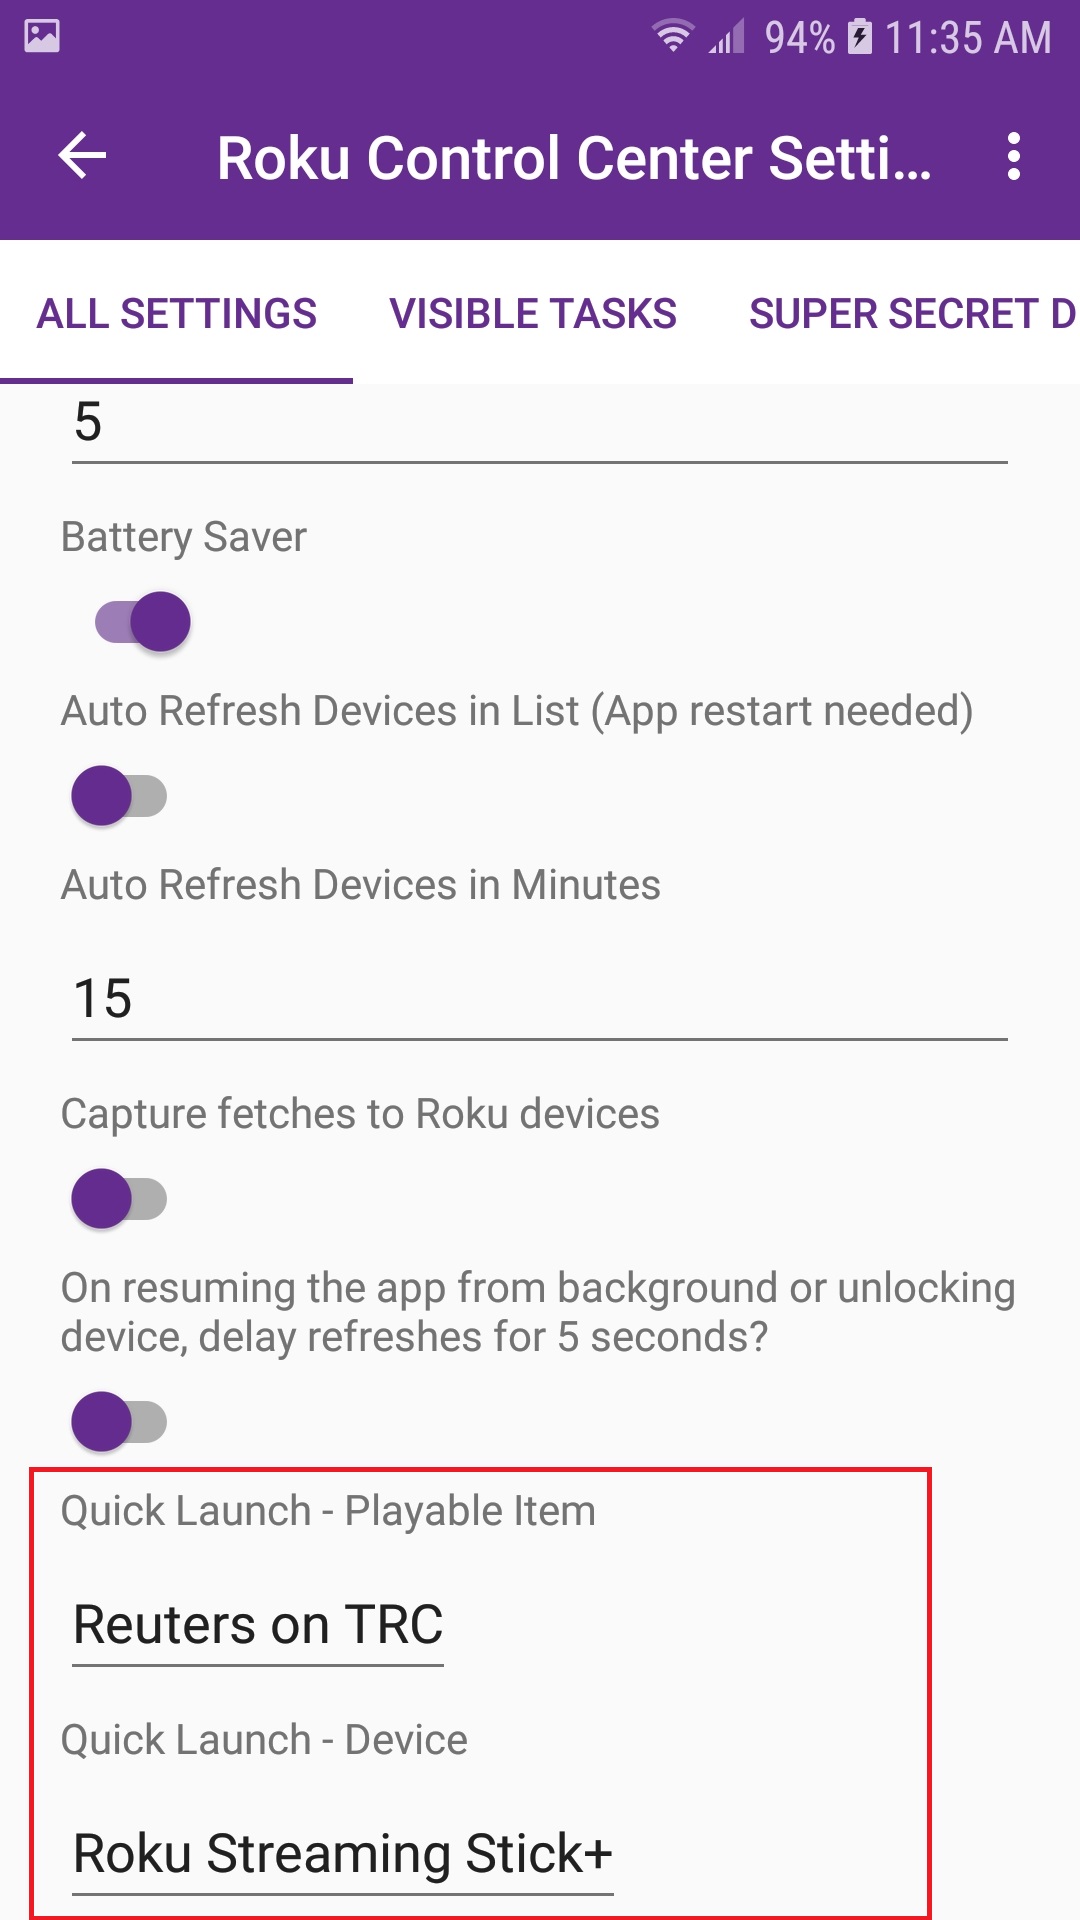 94% 11:35 AM
Roku Control Center Setti...
ALL SETTINGS VISIBLE TASKS SUPER SECRET D
5
Battery Saver
Auto Refresh Devices in List (App restart needed)
Auto Refresh Devices in Minutes
15
Capture fetches to Roku devices
On resuming the app from background or unlocking
device, delay refreshes for 5 seconds?
Quick Launch - Playable Item
Reuters on TRC
Quick Launch - Device
Roku Streaming Stick+